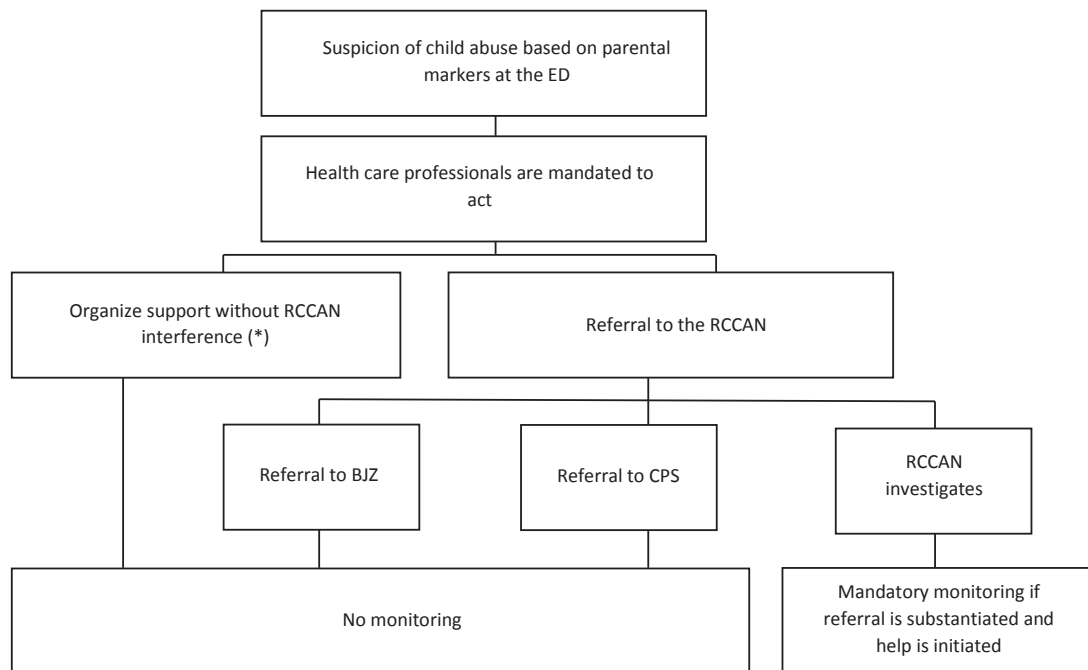 Suspicion of child abuse based on parental
markers at the ED
Health care professionals are mandated to
act
Organize support without RCCAN
interference (*)
Referral to the RCCAN
Referral to BJZ
Referral to CPS
RCCAN
investigates
No monitoring
Mandatory monitoring if
referral is substantiated and
help is initiated